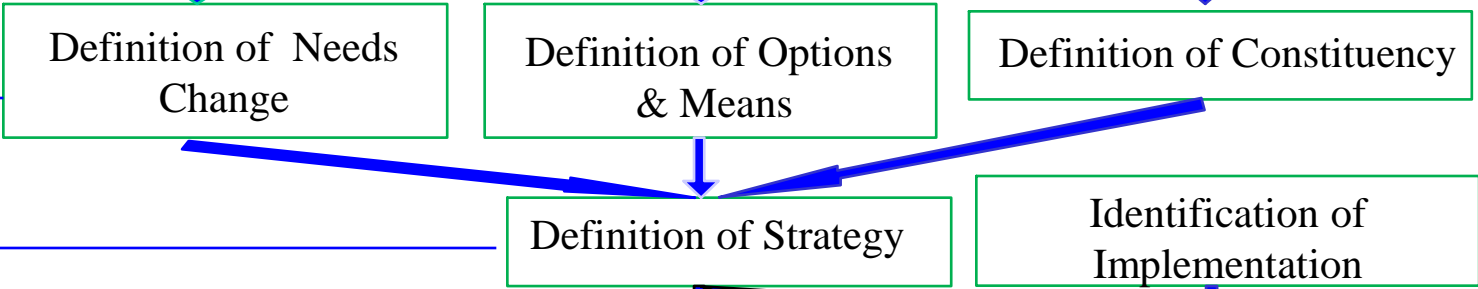 Definition of Needs
Change
Definition of Options
& Means
Definition of Constituency
Definition of Strategy
Identification of
Implementation